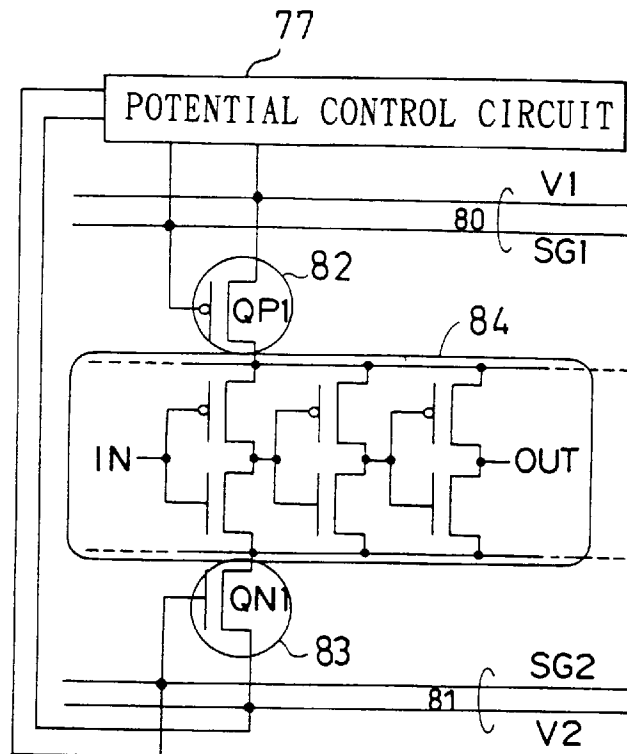 77
POTENTIAL CONTROL CIRCUIT
V1
80
SG1
82
QP1
84
IN
OUT
QN1
83
SG2
81
V2